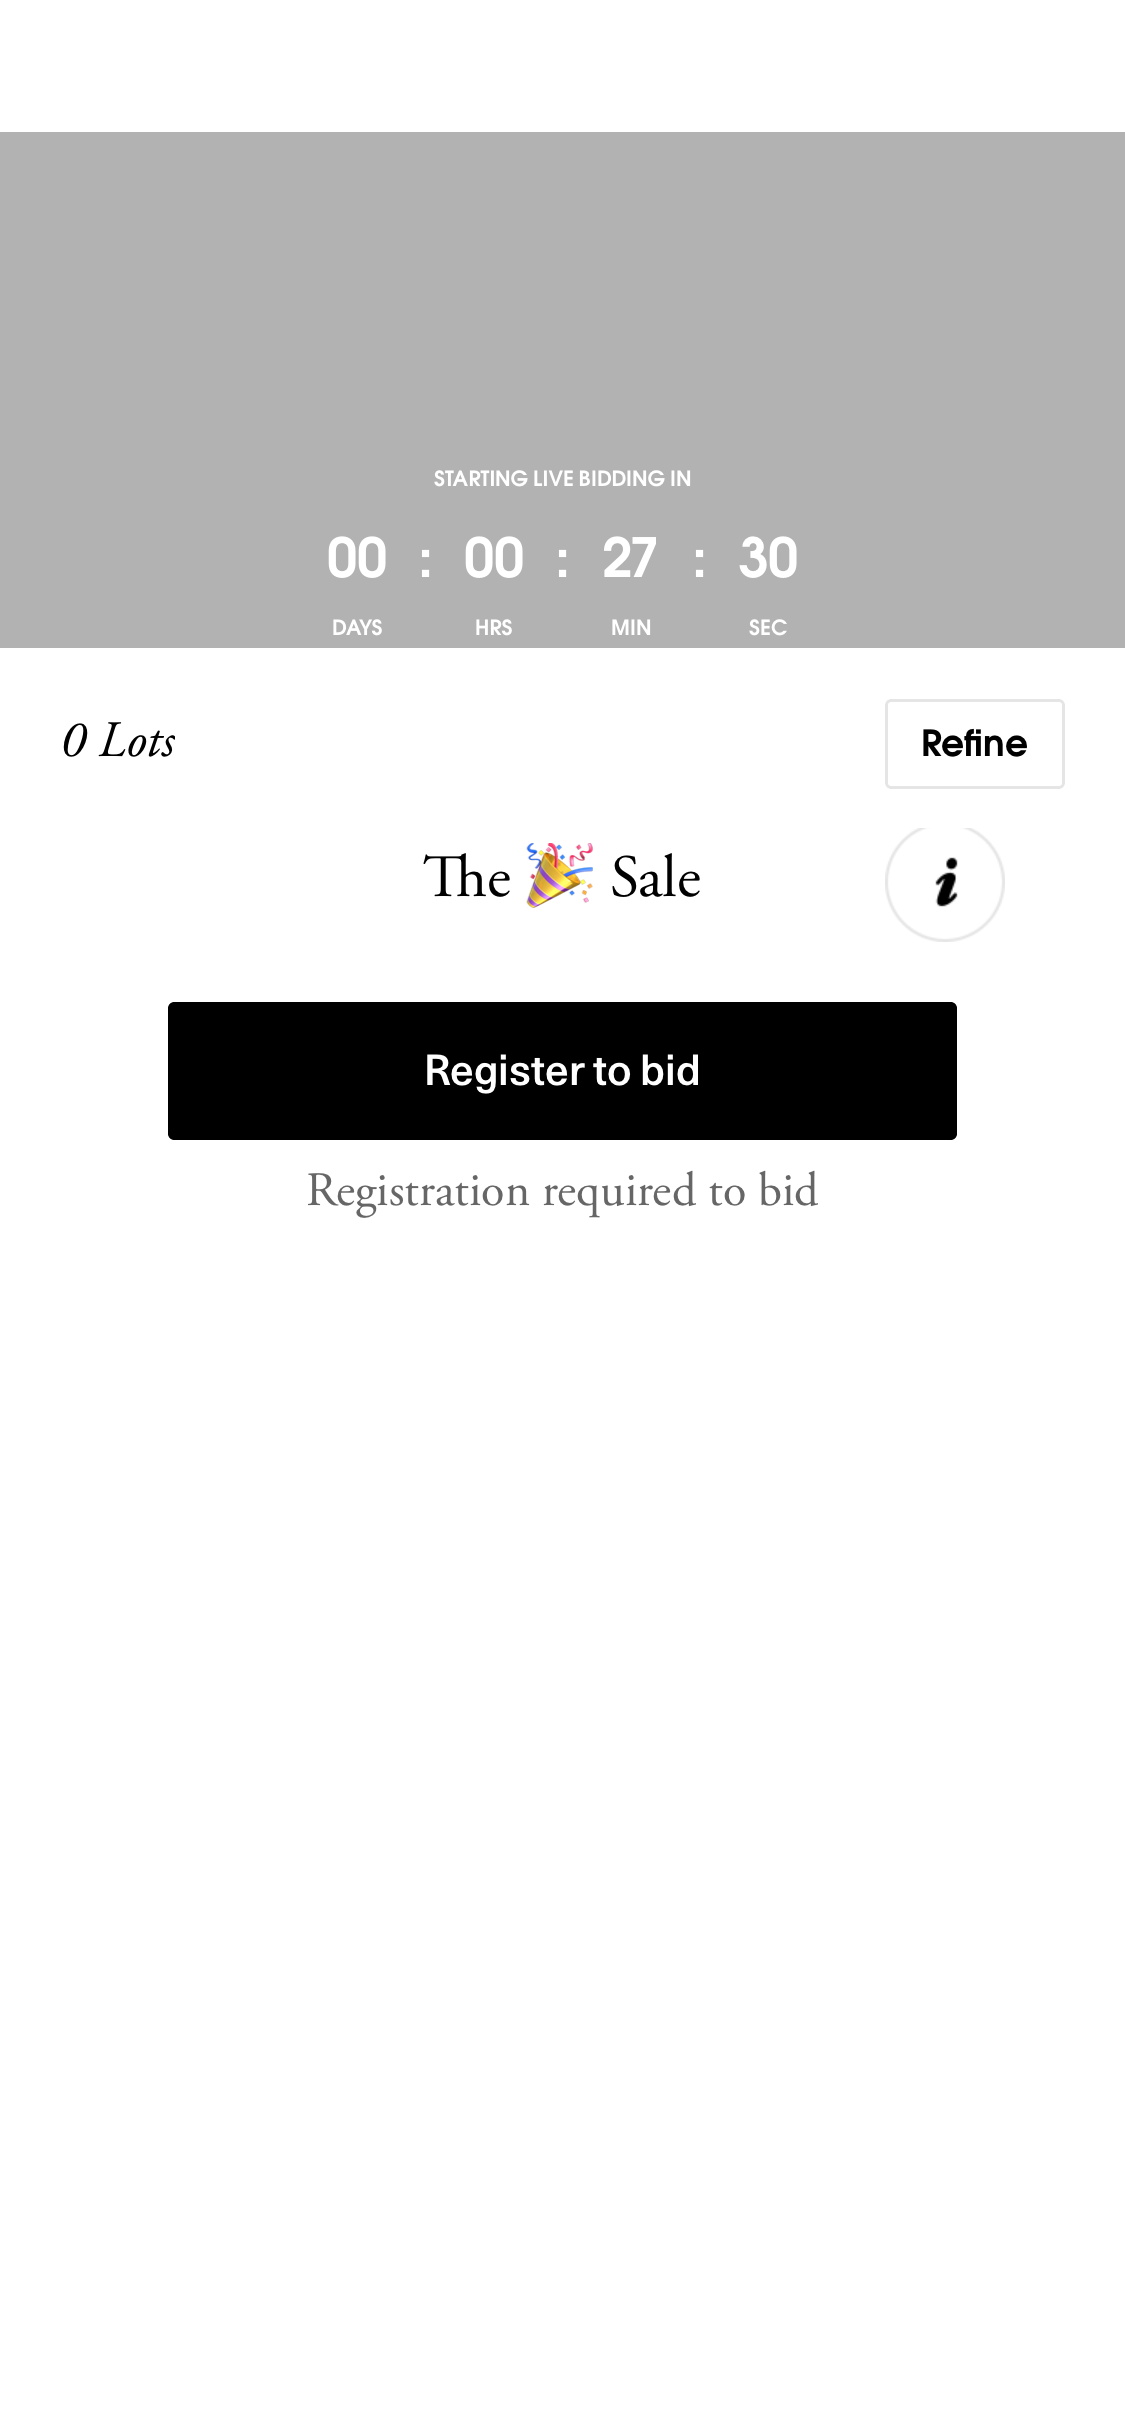 STARTING LIVE BIDDING IN
00 : 00 : 27 : 30
DAYS HRS MIN SEC
0 Lots
Refine
The 🎉 Sale
i
Register to bid
Registration required to bid